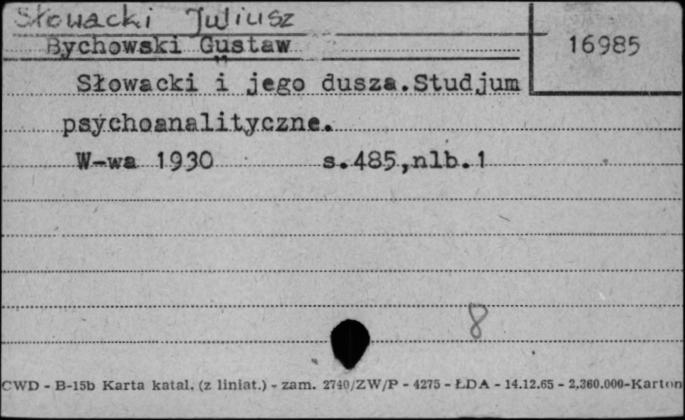 Słowacki Juliusz
Bychowski Gustaw
16985
Słowacki i jego dusza.Studjum
psychoanalityczne.
W-wa 1930 s.485,nlb.1
8
CWD - B-15b Karta katal. (z liniat.) - zam. 2740/ZW/P - 4275 - ŁDA - 14.12.65 - 2,360.000-Karton